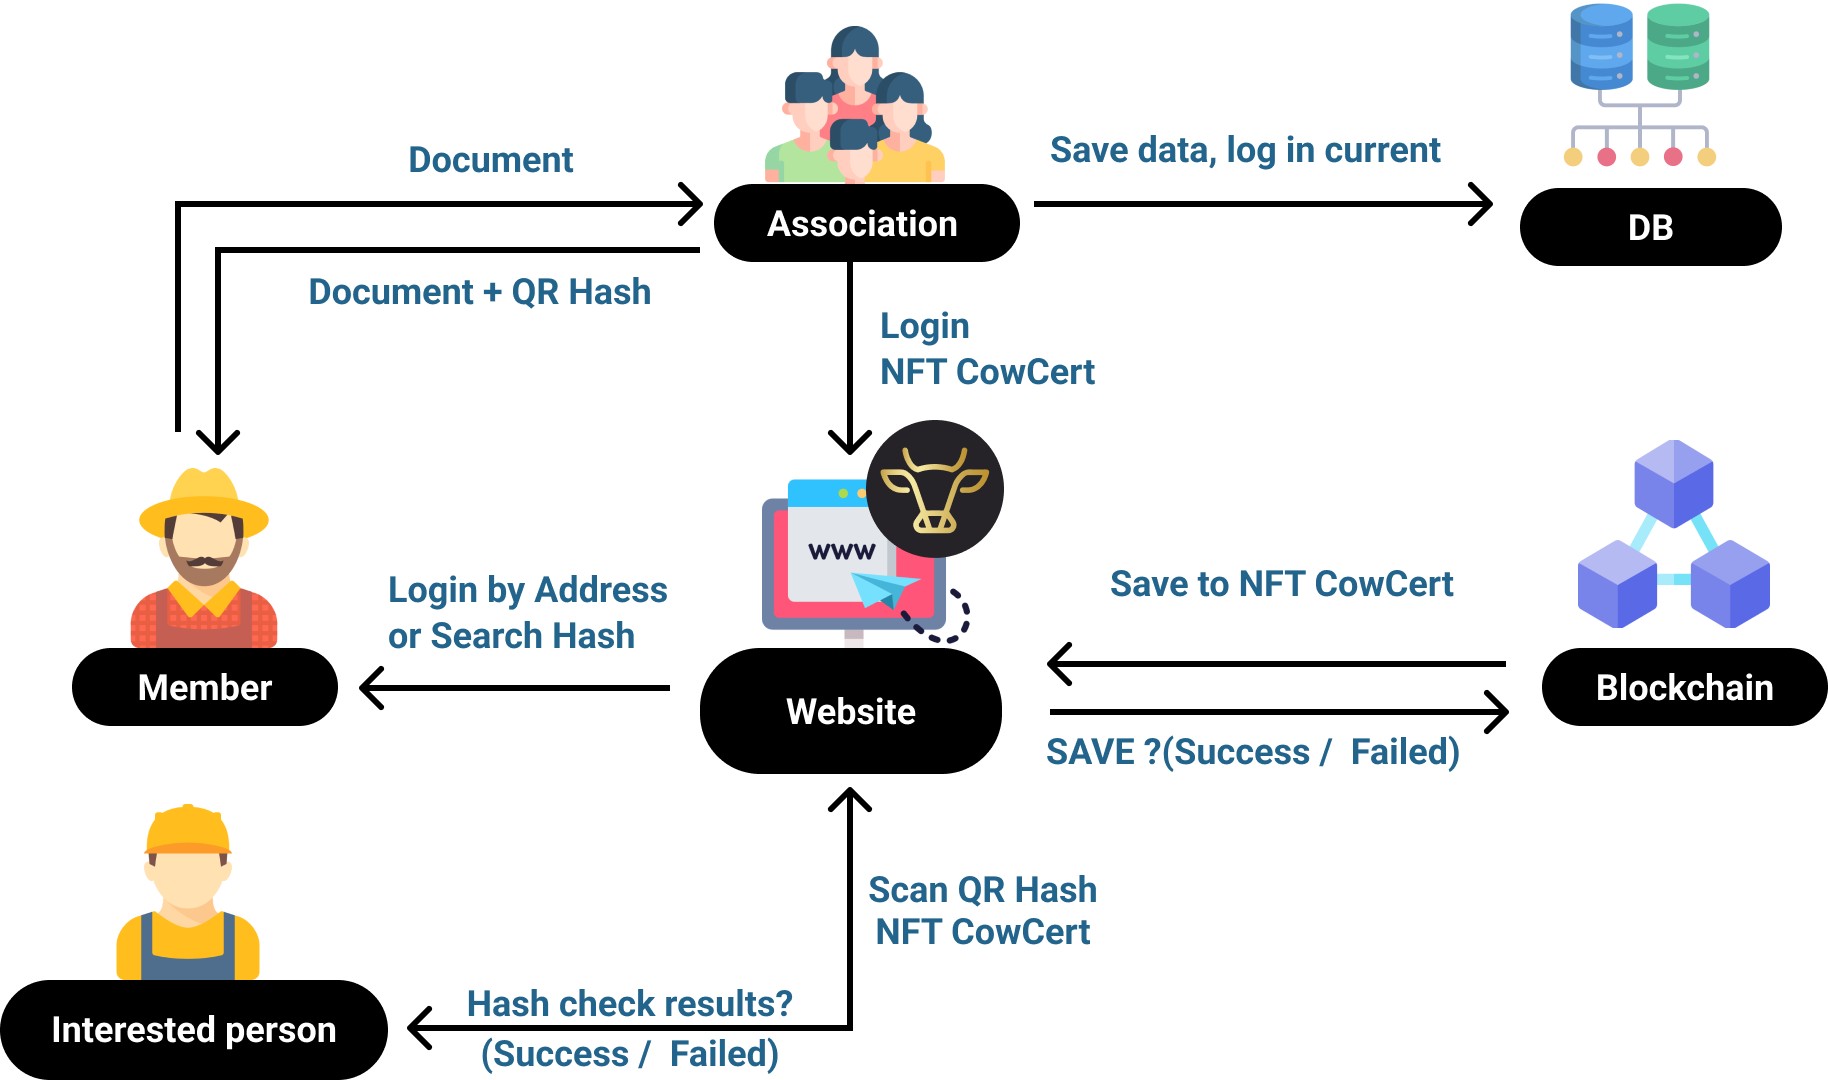 Document
Save data, log in current
Association
DB
Document + QR Hash
Login
NFT CowCert
www
Login by Address
or Search Hash
Save to NFT CowCert
Member
Website
Blockchain
SAVE ?(Success /  Failed)
Scan QR Hash
NFT CowCert
Interested person
Hash check results?
(Success /  Failed)